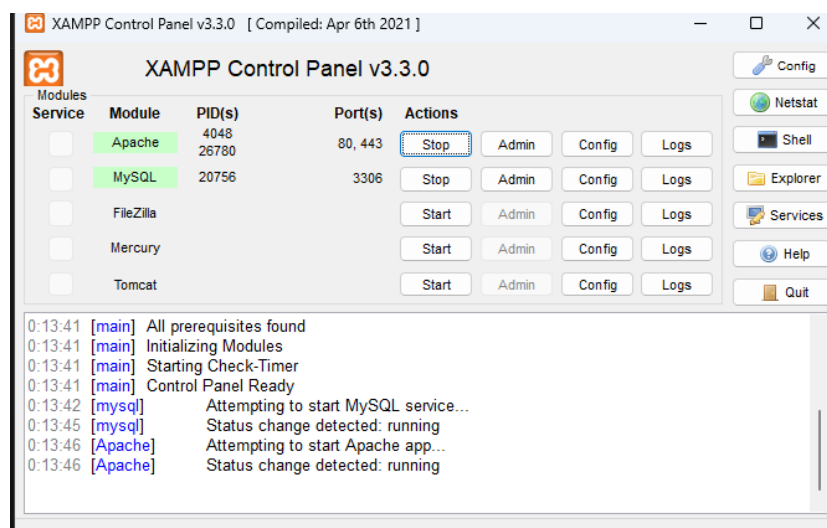 XAMPP Control Panel v3.3.0 [ Compiled: Apr 6th 2021 ]
XAMPP Control Panel v3.3.0
Config
Modules
Service Module PID(s) Port(s) Actions
Netstat
Apache 4048 26780 80, 443 Stop Admin Config Logs
Shell
MySQL 20756 3306 Stop Admin Config Logs
Explorer
FileZilla Start Admin Config Logs
Services
Mercury Start Admin Config Logs
Help
Tomcat Start Admin Config Logs
Quit
0:13:41 [main] All prerequisites found
0:13:41 [main] Initializing Modules
0:13:41 [main] Starting Check-Timer
0:13:41 [main] Control Panel Ready
0:13:42 [mysql] Attempting to start MySQL service...
0:13:45 [mysql] Status change detected: running
0:13:46 [Apache] Attempting to start Apache app...
0:13:46 [Apache] Status change detected: running